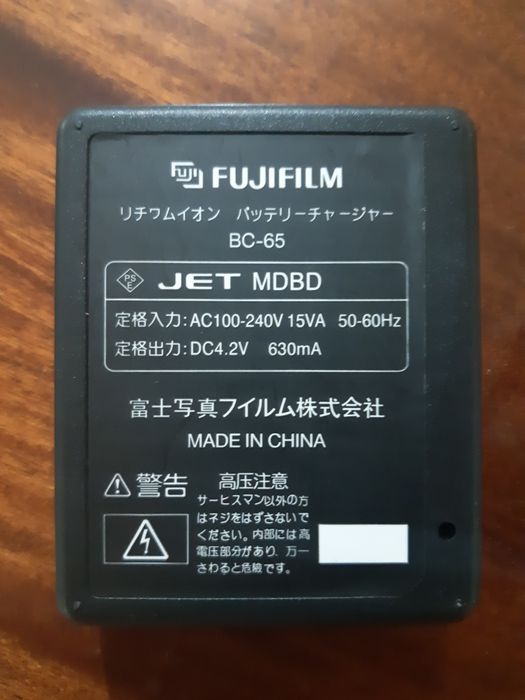 Fuji FUJIFILM
リチウムイオン バッテリーチャージャー
BC-65
PS
E
JET MDBD
定格入力:AC100-240V 15VA 50-60Hz
定格出力:DC4.2V 630mA
富士写真フイルム株式会社
MADE IN CHINA
警告 高圧注意
サーヒスマン以外の方
はネジをはずさないで
ください。内部には高
電圧部分があり、万一
さわると危険です。